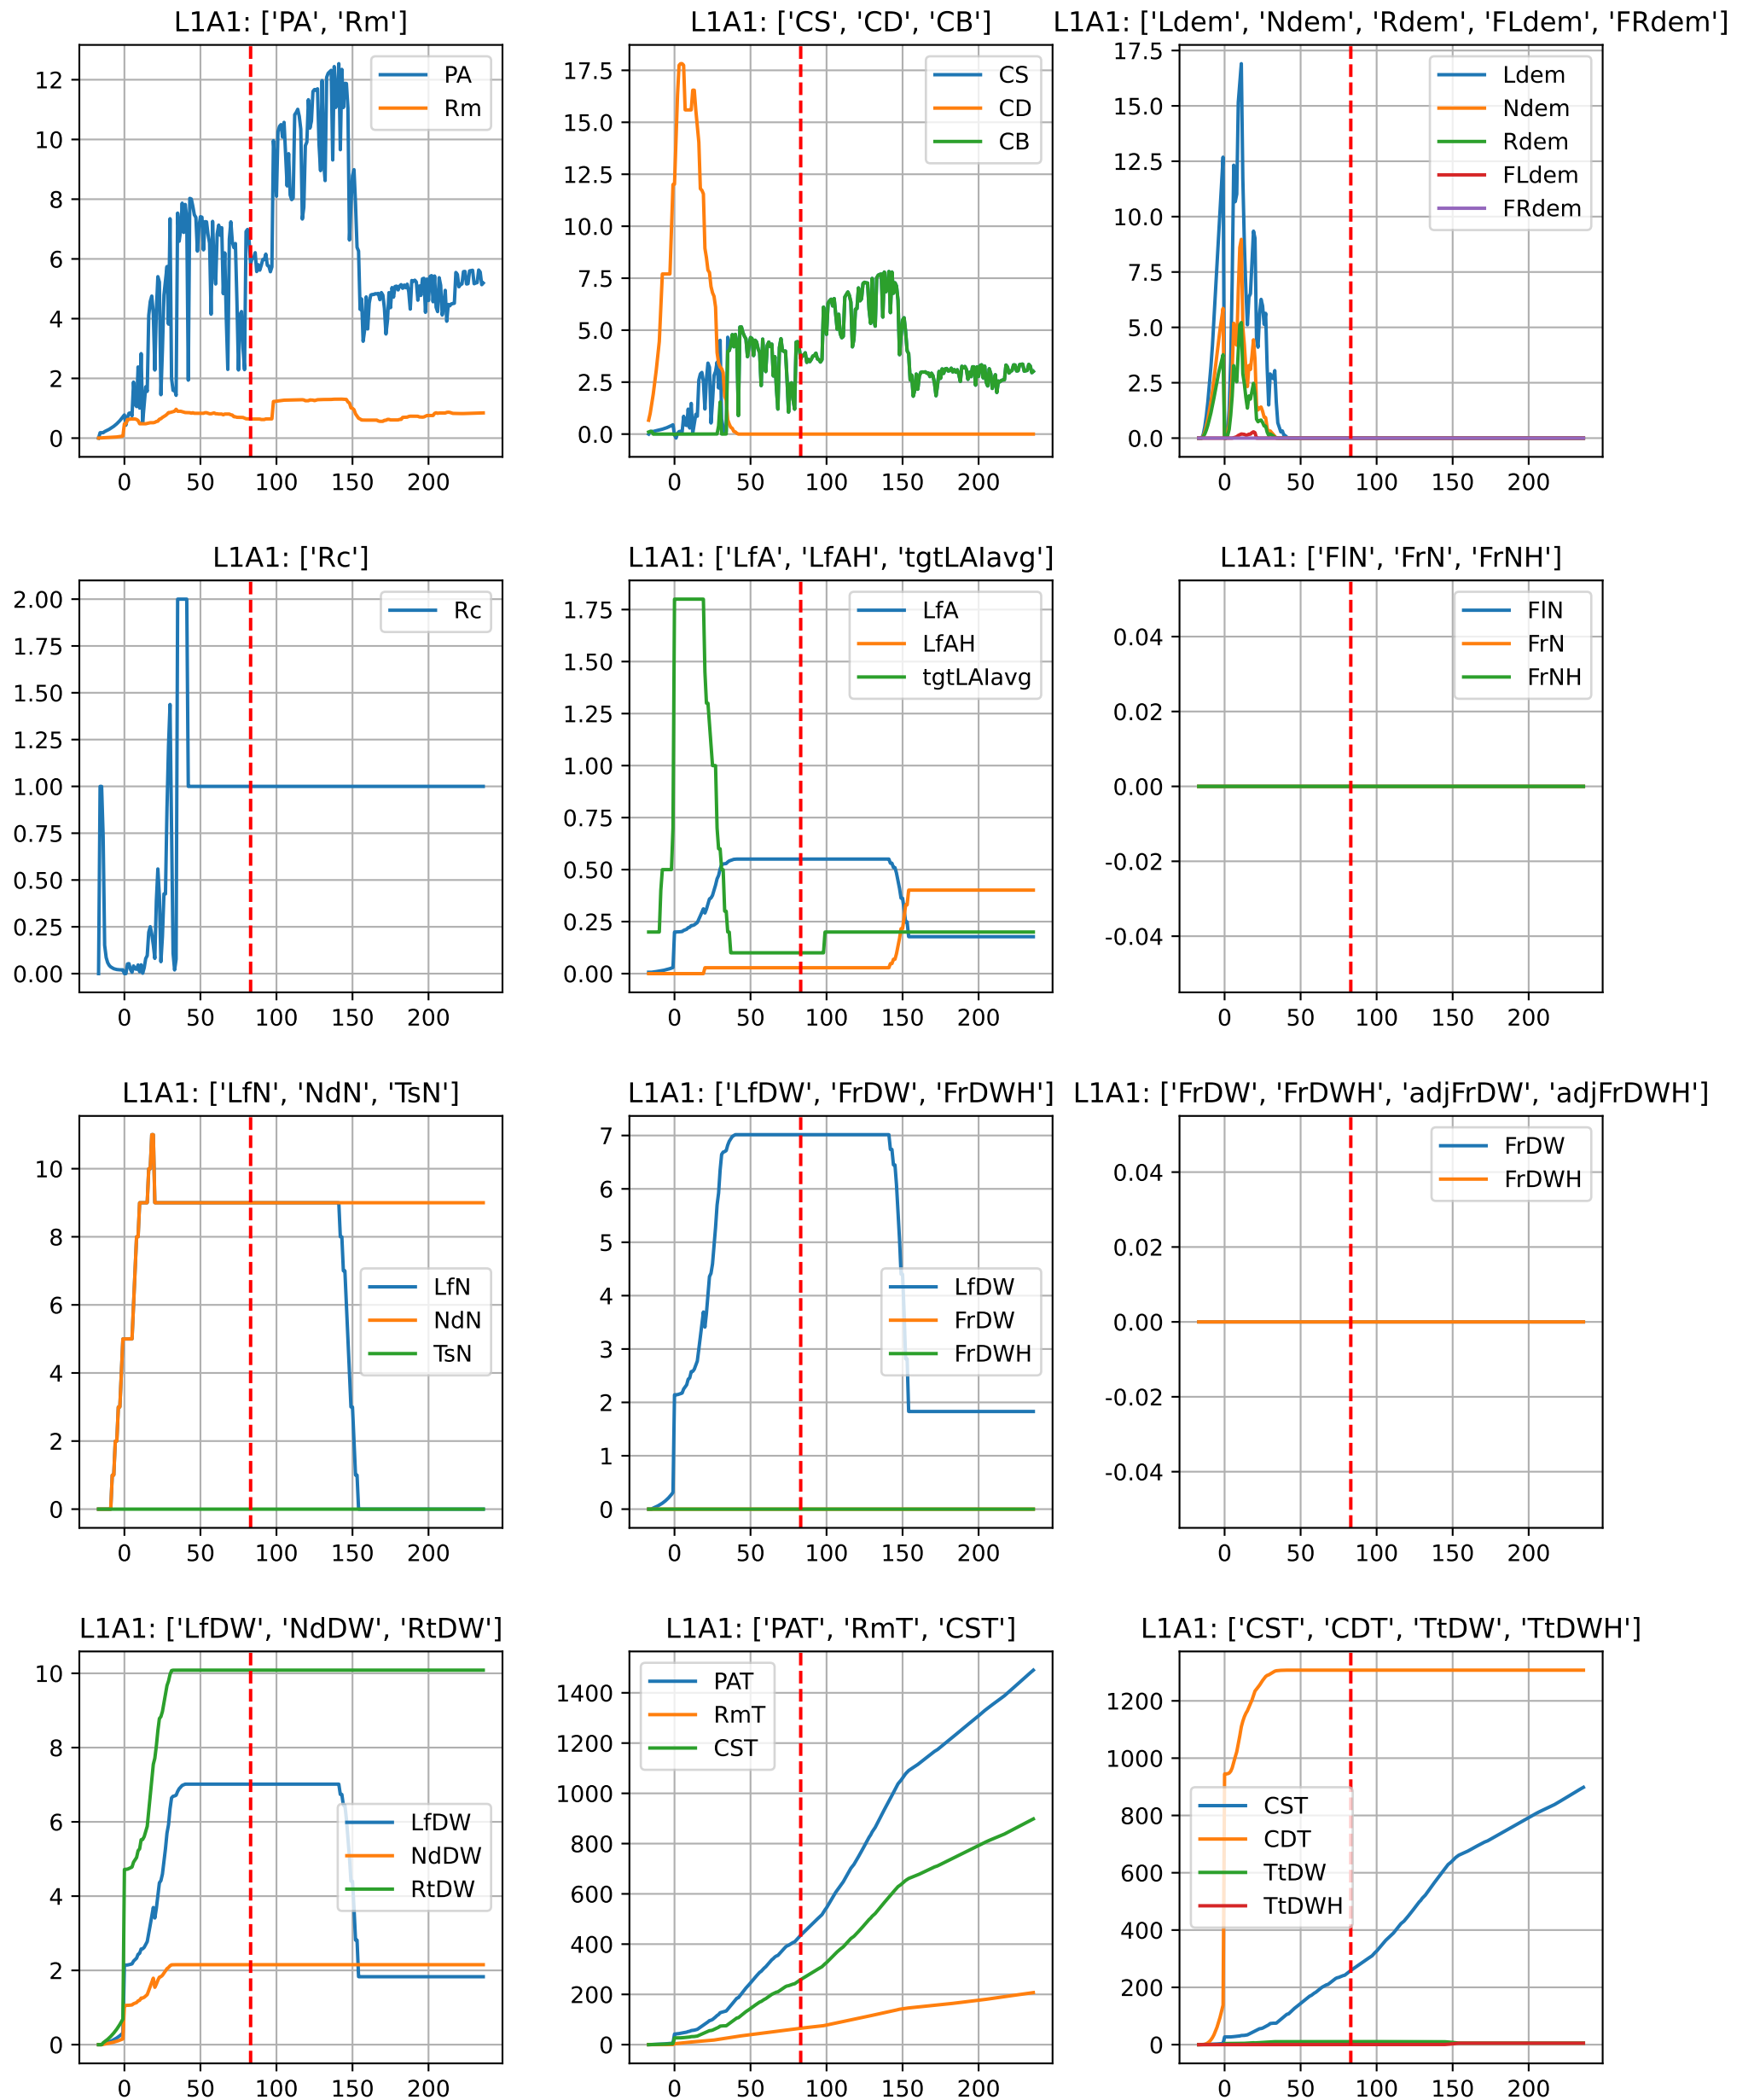 L1A1: ['PA', 'Rm']
12
10
8
6
4
2
0
0 50 100 150 200
PA
Rm
L1A1: ['CS', 'CD', 'CB']
17.5
15.0
12.5
10.0
7.5
5.0
2.5
0.0
0 50 100 150 200
CS
CD
CB
L1A1: ['Ldem', 'Ndem', 'Rdem', 'FLdem', 'FRdem']
17.5
15.0
12.5
10.0
7.5
5.0
2.5
0.0
0 50 100 150 200
Ldem
Ndem
Rdem
FLdem
FRdem
L1A1: ['Rc']
2.00
1.75
1.50
1.25
1.00
0.75
0.50
0.25
0.00
0 50 100 150 200
Rc
L1A1: ['LfA', 'LfAH', 'tgtLAIavg']
1.75
1.50
1.25
1.00
0.75
0.50
0.25
0.00
0 50 100 150 200
LfA
LfAH
tgtLAIavg
L1A1: ['FlN', 'FrN', 'FrNH']
0.04
0.02
0.00
-0.02
-0.04
0 50 100 150 200
FlN
FrN
FrNH
L1A1: ['LfN', 'NdN', 'TsN']
10
8
6
4
2
0
0 50 100 150 200
LfN
NdN
TsN
L1A1: ['LfDW', 'FrDW', 'FrDWH']
7
6
5
4
3
2
1
0
0 50 100 150 200
LfDW
FrDW
FrDWH
L1A1: ['FrDW', 'FrDWH', 'adjFrDW', 'adjFrDWH']
0.04
0.02
0.00
-0.02
-0.04
0 50 100 150 200
FrDW
FrDWH
L1A1: ['LfDW', 'NdDW', 'RtDW']
10
8
6
4
2
0
0 50 100 150 200
LfDW
NdDW
RtDW
L1A1: ['PAT', 'RmT', 'CST']
1400
1200
1000
800
600
400
200
0
0 50 100 150 200
PAT
RmT
CST
L1A1: ['CST', 'CDT', 'TtDW', 'TtDWH']
1200
1000
800
600
400
200
0
0 50 100 150 200
CST
CDT
TtDW
TtDWH